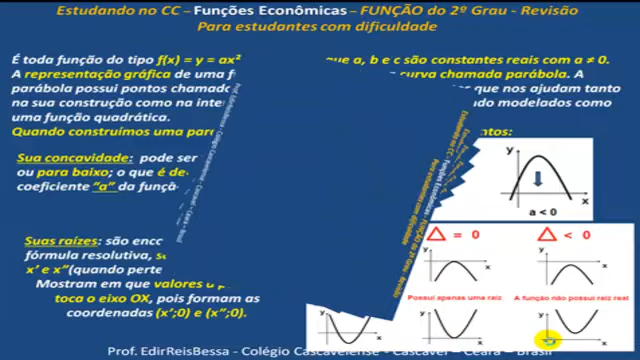 Estudando no CC – Funções Econômicas – FUNÇÃO do 2º Grau - Revisão
Para estudantes com dificuldade
É toda função do tipo f(x) = y = ax² que a, b e c são constantes reais com a ≠ 0.
A representação gráfica de uma curva chamada parábola. A
parábola possui pontos chamado que nos ajudam tanto
na sua construção como na inte ndo modelados como
uma função quadrática.
Quando construímos uma par ntos:
Sua concavidade: pode ser
ou para baixo; o que é de
coeficiente "a" da funçã
y
x
a < 0
Suas raízes: são encc
fórmula resolutiva,
x' e x''(quando perte
Mostram em que valores
toca o eixo OX, pois formam as
coordenadas (x';0) e (x'';0).
△ = 0 △ < 0
y x y x
Possui apenas uma raiz A função não possui raiz real
y x y x
Prof. EdirReisBessa - Colégio Cascavelense - Cascavel – Ceará – Brasil